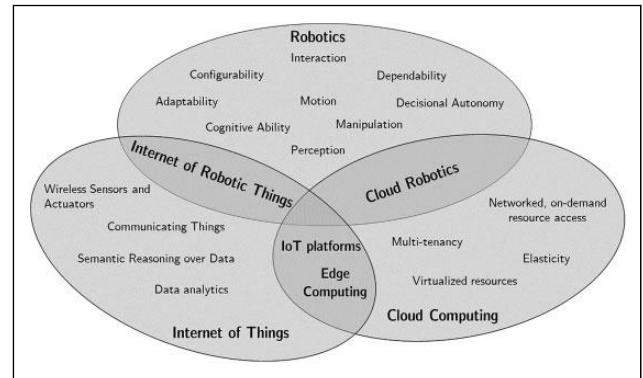 Robotics
Interaction
Configurability
Dependability
Adaptability
Motion
Decisional Autonomy
Cognitive Ability
Manipulation
Perception
Internet of Robotic Things
Cloud Robotics
Wireless Sensors and
Actuators
Communicating Things
Semantic Reasoning over Data
Data analytics
Internet of Things
IoT platforms
Edge
Computing
Networked, on-demand
resource access
Multi-tenancy
Elasticity
Virtualized resources
Cloud Computing